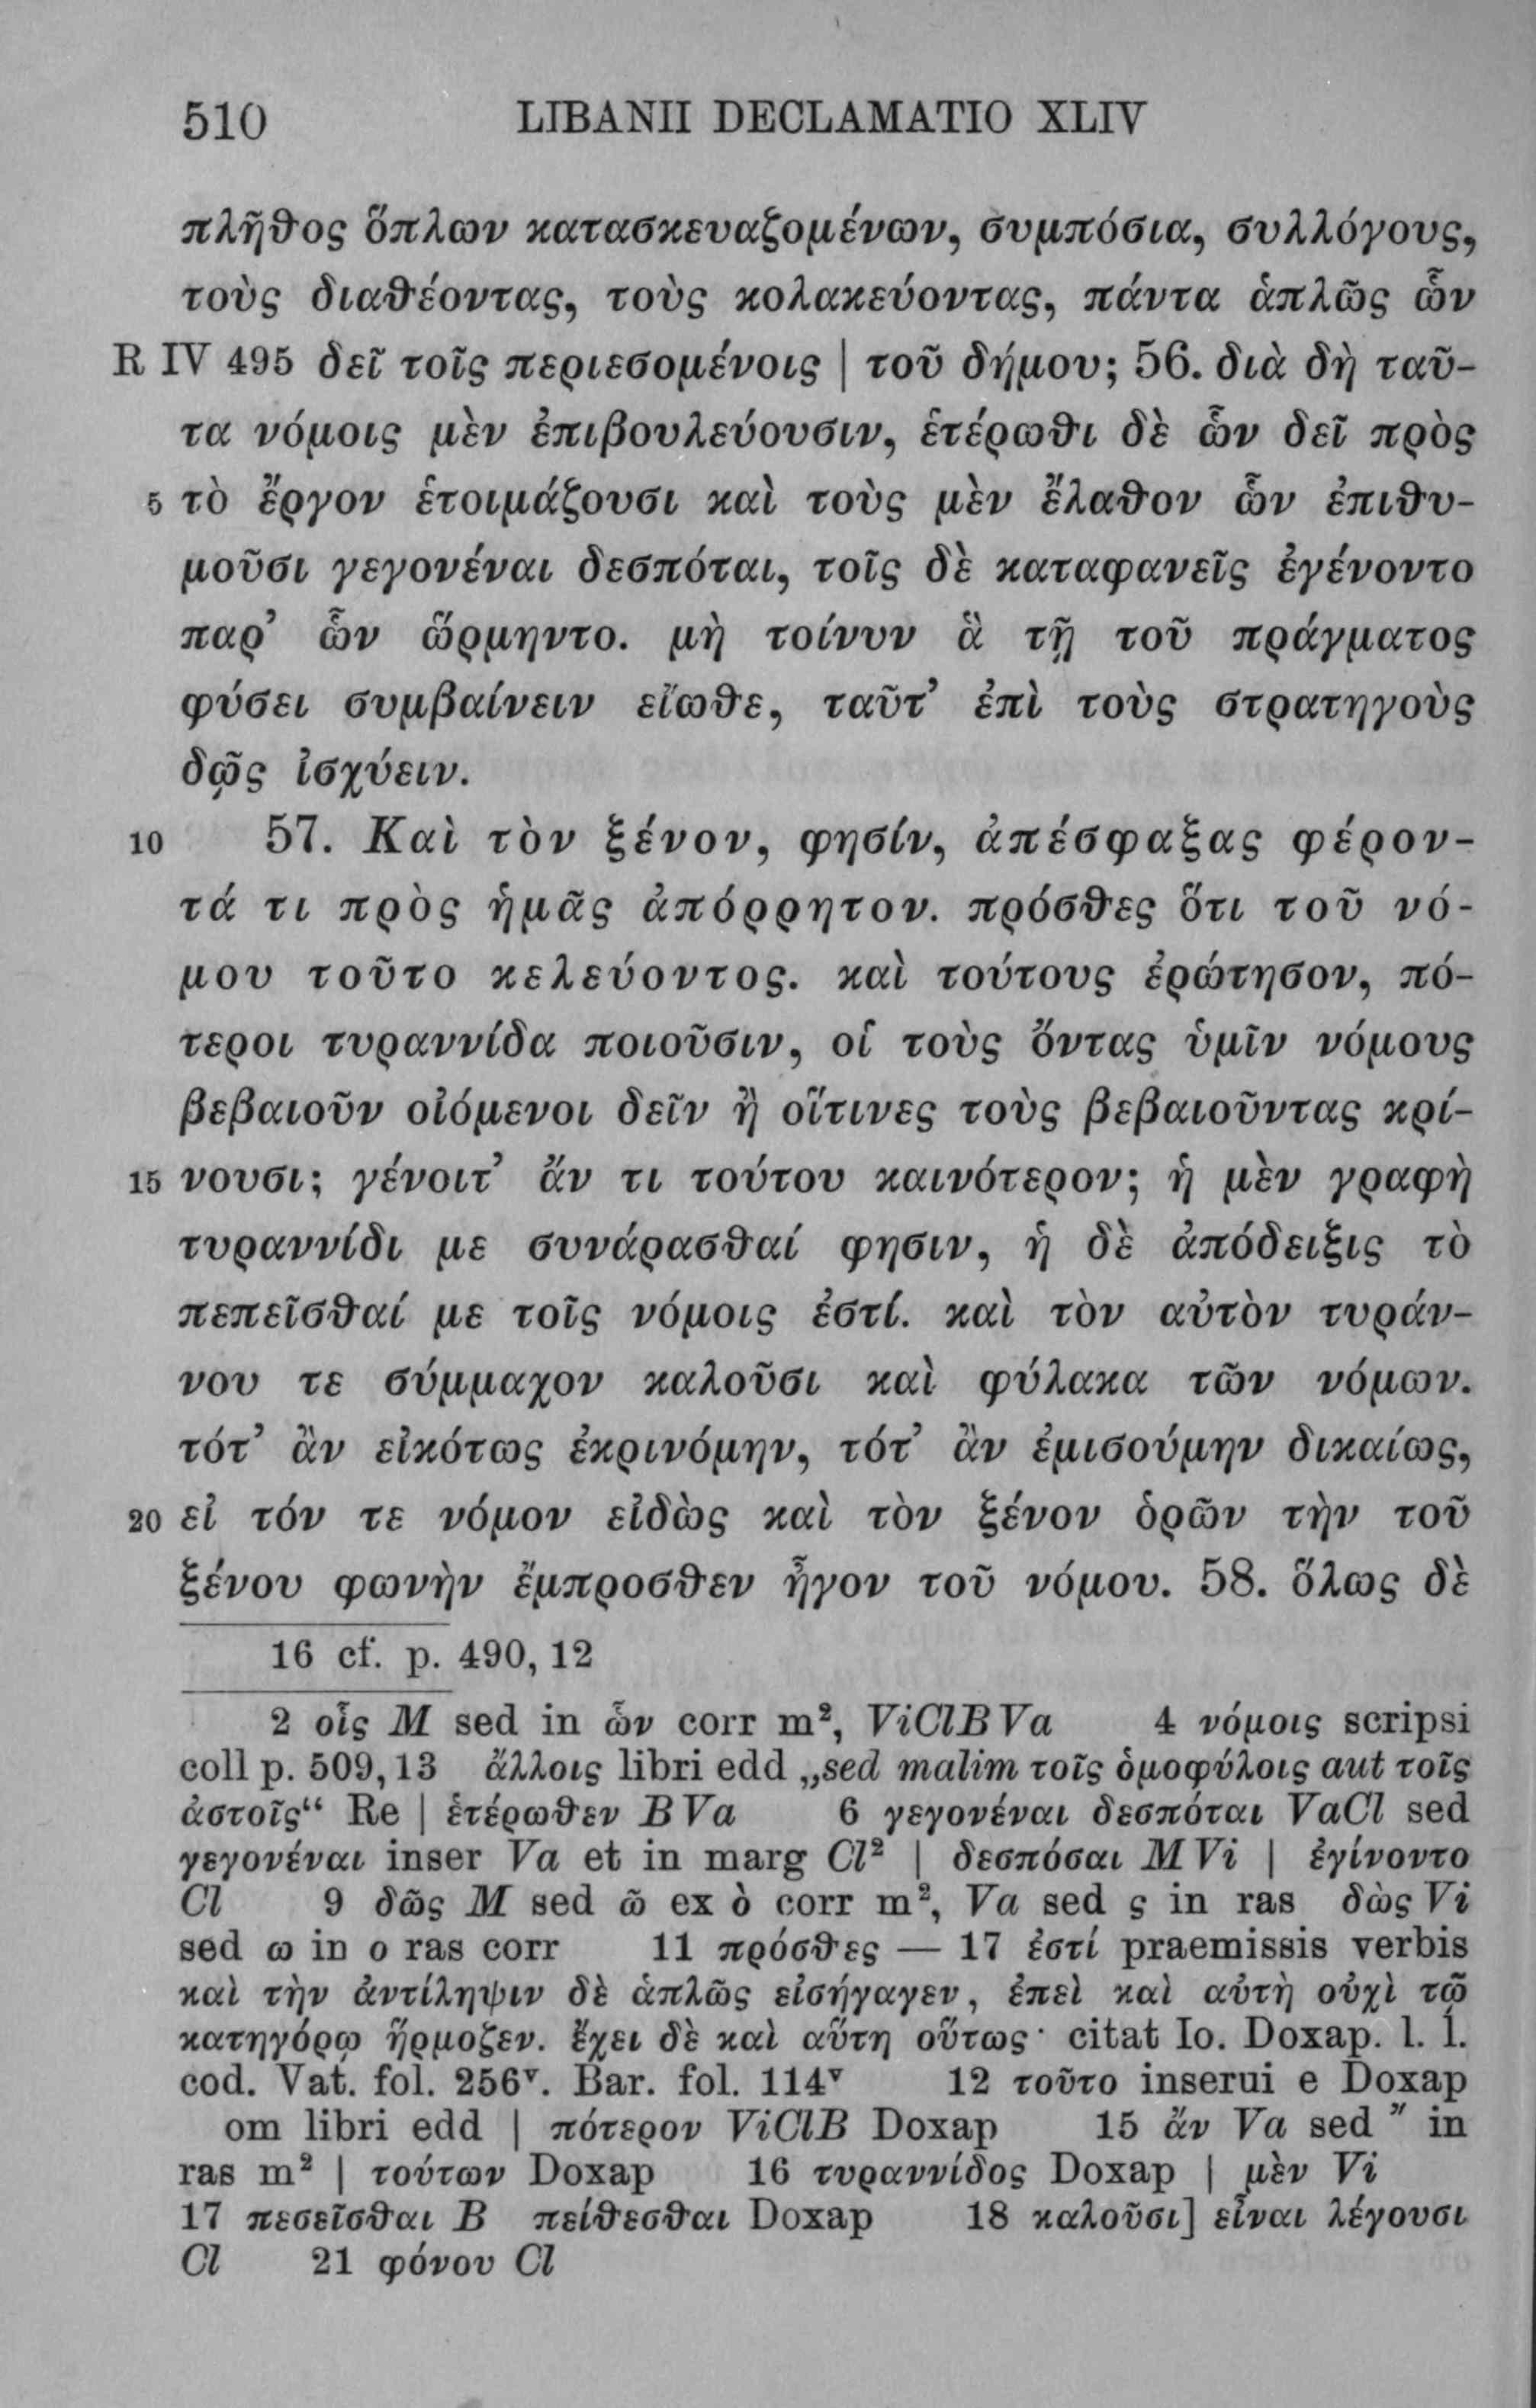 510 LIBANII DECLAMATIO XLIV
πλῆθος ὅπλων κατασκευαζομένων, συμπόσια, συλλόγους,
τοὺς διαθέοντας, τοὺς κολακεύοντας, πάντα ἁπλῶς ὧν
R IV 495 δεῖ τοῖς περιεσομένοις | τοῦ δήμου; 56. διὰ δὴ ταῦ-
τα νόμοις μὲν ἐπιβουλεύουσιν, ἑτέρωθι δὲ ὧν δεῖ πρὸς
5 τὸ ἔργον ἑτοιμάζουσι καὶ τοὺς μὲν ἔλαθον ὧν ἐπιθυ-
μοῦσι γεγονέναι δεσπόται, τοῖς δὲ καταφανεῖς ἐγένοντο
παρ’ ὧν ὥρμηντο. μὴ τοίνυν ἃ τῇ τοῦ πράγματος
φύσει συμβαίνειν εἴωθε, ταῦτ’ ἐπὶ τοὺς στρατηγοὺς
δῷς ἰσχύειν.
10 57. Καὶ τὸν ξένον, φησίν, ἀπέσφαξας φέρον-
τά τι πρὸς ἡμᾶς ἀπόρρητον. πρόσθες ὅτι τοῦ νό-
μου τοῦτο κελεύοντος. καὶ τούτους ἐρώτησον, πό-
τεροι τυραννίδα ποιοῦσιν, οἱ τοὺς ὄντας ὑμῖν νόμους
βεβαιοῦν οἰόμενοι δεῖν ἢ οἵτινες τοὺς βεβαιοῦντας κρί-
15 νουσι; γένοιτ’ ἄν τι τούτου καινότερον; ἡ μὲν γραφὴ
τυραννίδι με συνάρασθαί φησιν, ἡ δὲ ἀπόδειξις τὸ
πεπεῖσθαί με τοῖς νόμοις ἐστί. καὶ τὸν αὐτὸν τυράν-
νου τε σύμμαχον καλοῦσι καὶ φύλακα τῶν νόμων.
τότ’ ἂν εἰκότως ἐκρινόμην, τότ’ ἂν ἐμισούμην δικαίως,
20 εἰ τόν τε νόμον εἰδὼς καὶ τὸν ξένον ὁρῶν τὴν τοῦ
ξένου φωνὴν ἔμπροσθεν ἦγον τοῦ νόμου. 58. ὅλως δὲ
16 cf. p. 490, 12
2 οἷς M sed in ὧν corr m², ViClBVa 4 νόμοις scripsi
coll p. 509, 13 ἄλλοις libri edd „sed malim τοῖς ὁμοφύλοις aut τοῖς
ἀστοῖς“ Re | ἑτέρωθεν BVa 6 γεγονέναι δεσπόται VaCl sed
γεγονέναι inser Va et in marg Cl² | δεσπόσαι MVi | ἐγίνοντο
Cl 9 δῶς M sed ῶ ex ὸ corr m², Va sed ς in ras δὼς Vi
sed ω in ο ras corr 11 πρόσθες — 17 ἐστί praemissis verbis
καὶ τὴν ἀντίληψιν δὲ ἁπλῶς εἰσήγαγεν, ἐπεὶ καὶ αὐτὴ οὐχὶ τῷ
κατηγόρῳ ἥρμοζεν. ἔχει δὲ καὶ αὕτη οὕτως· citat Io. Doxap. l. l.
cod. Vat. fol. 256ᵛ. Bar. fol. 114ᵛ 12 τοῦτο inserui e Doxap
om libri edd | πότερον ViClB Doxap 15 ἄν Va sed ” in
ras m² | τούτων Doxap 16 τυραννίδος Doxap | μὲν Vi
17 πεσεῖσθαι B πείθεσθαι Doxap 18 καλοῦσι] εἶναι λέγουσι
Cl 21 φόνου Cl